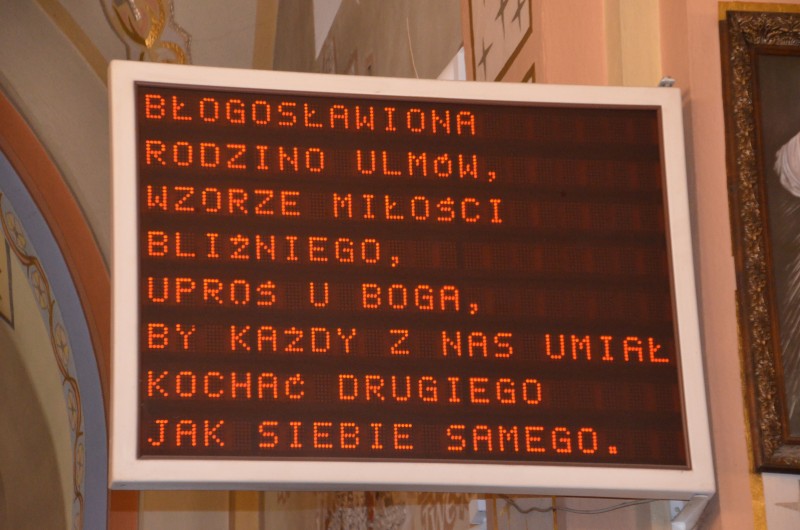 BŁOGOSŁAWIONA
RODZINO ULMÓW,
WZORZE MIŁOŚCI
BLIŹNIEGO,
UPROŚ U BOGA,
BY KAŻDY Z NAS UMIAŁ
KOCHAĆ DRUGIEGO
JAK SIEBIE SAMEGO.